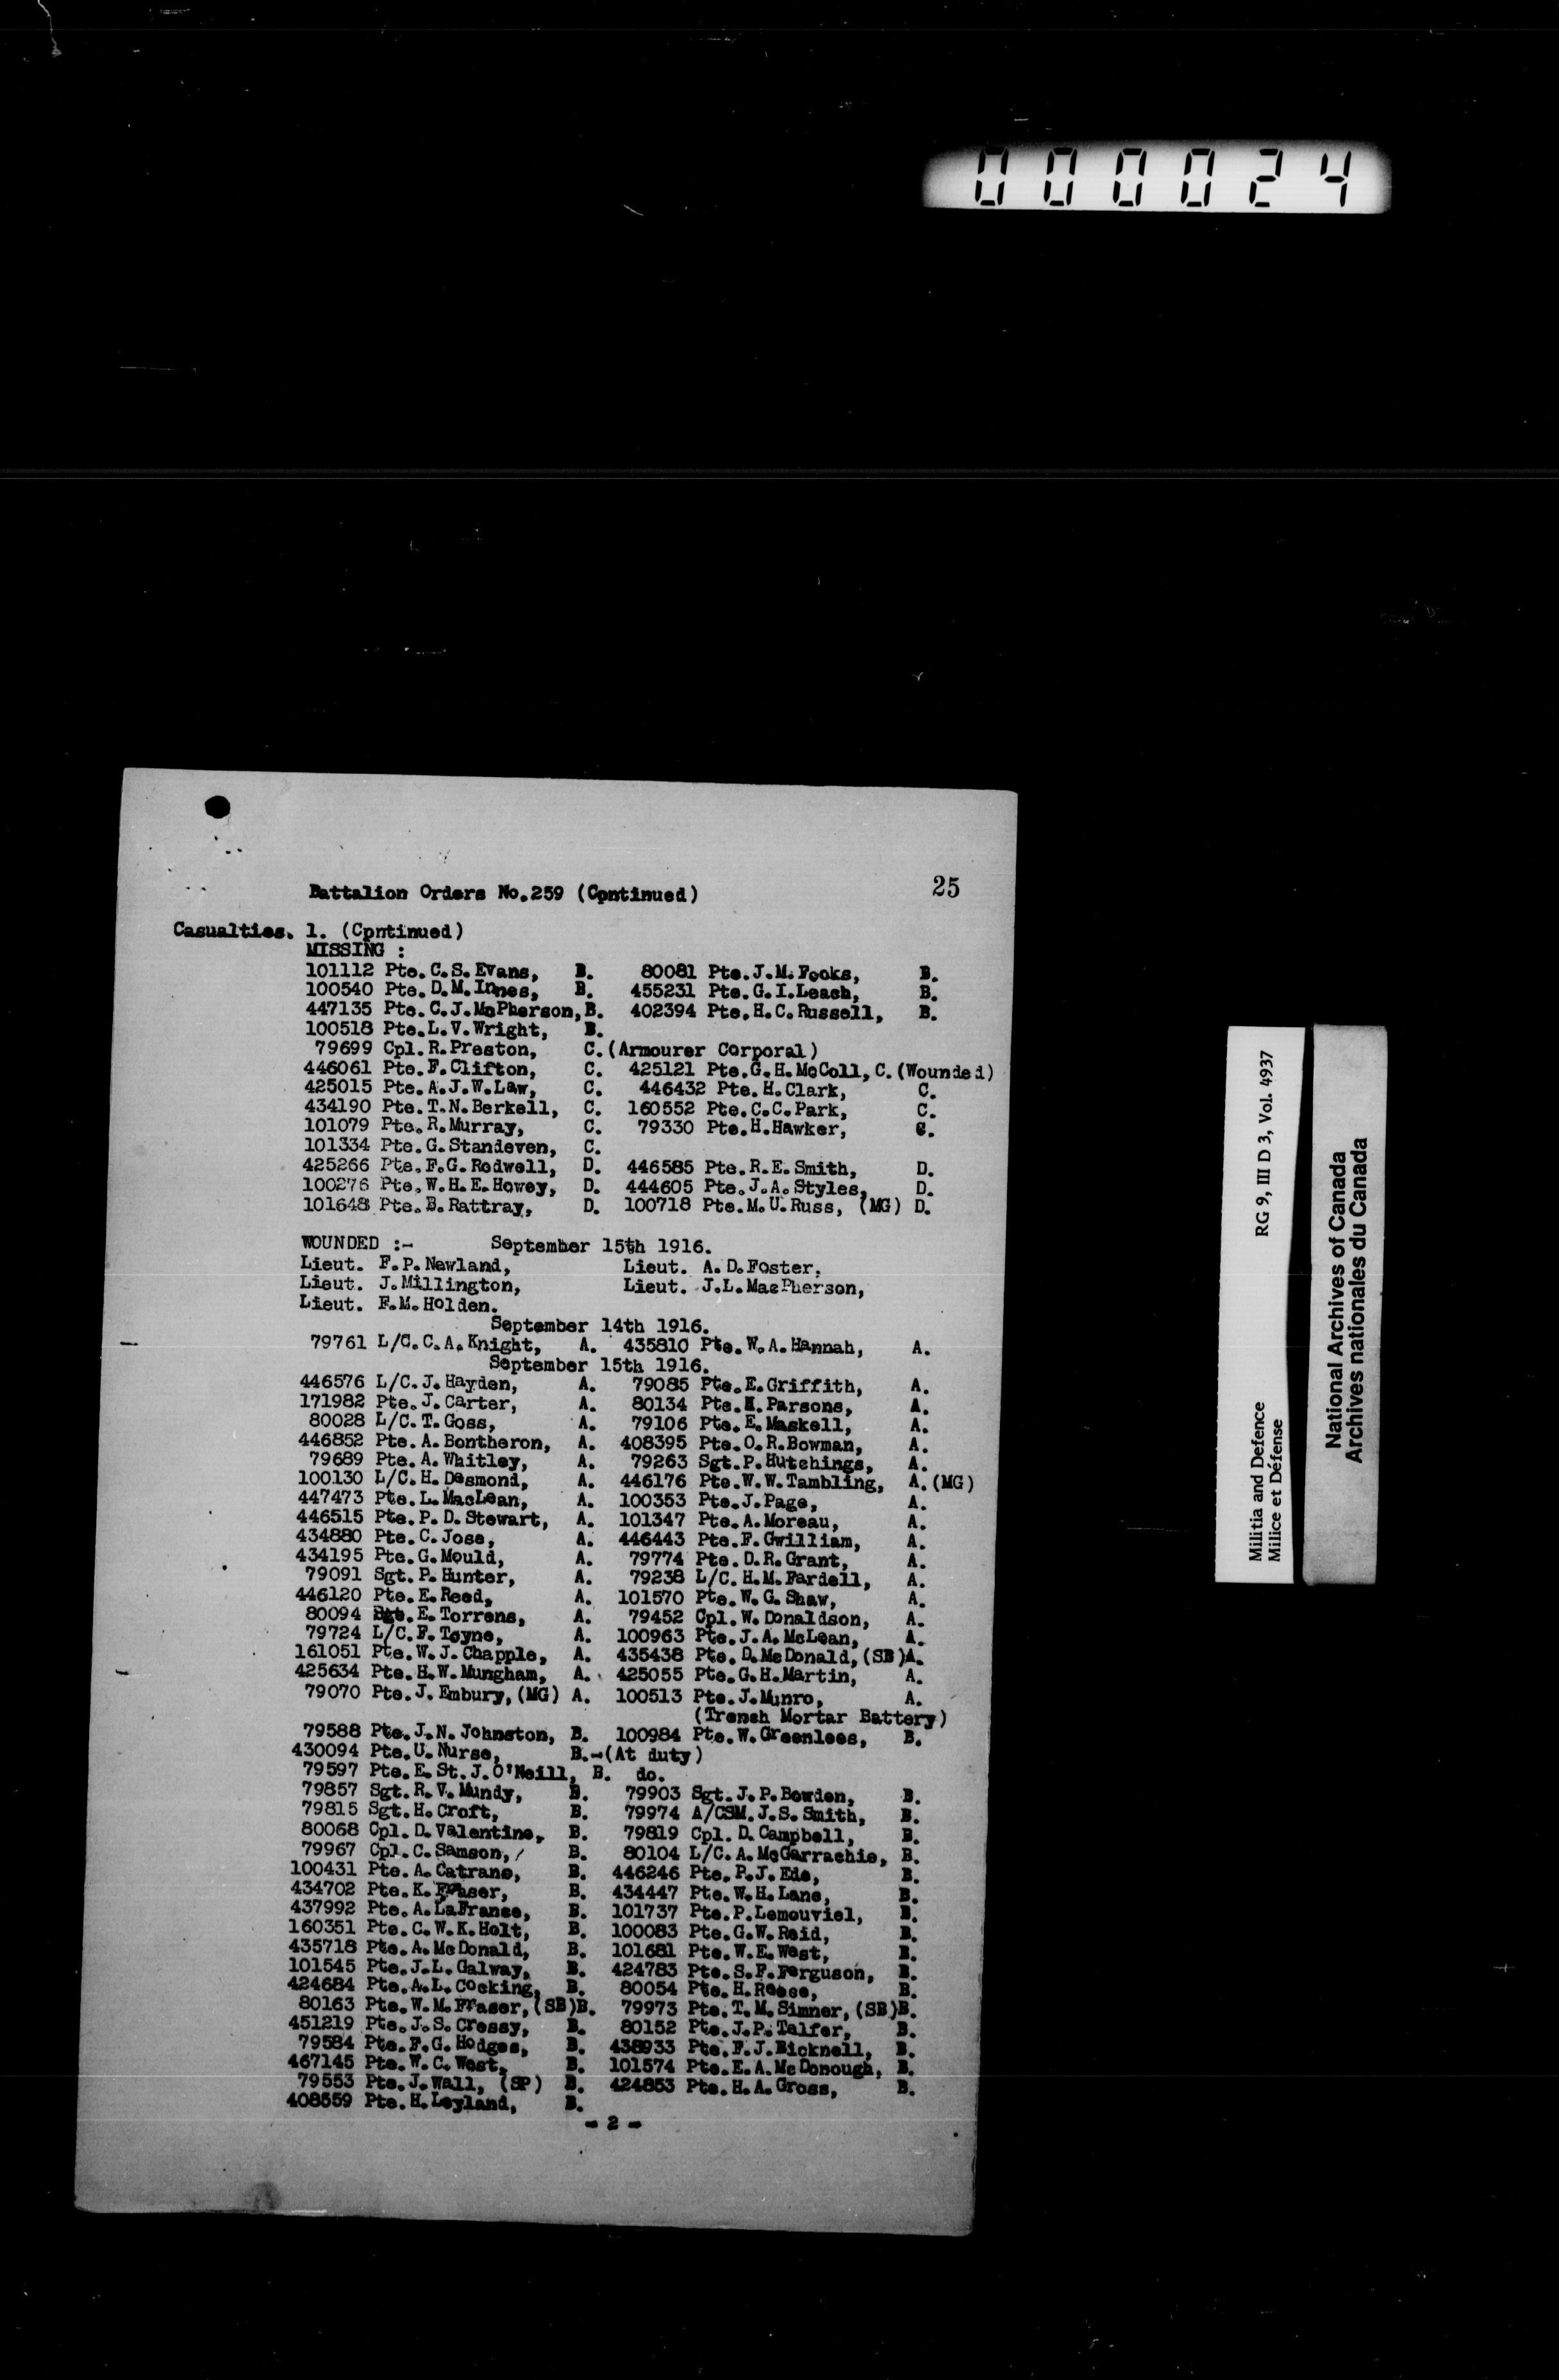 000024
25
Battalion Orders No.259 (Cpntinued)
Casualties. 1. (Cpntinued)
MISSING :
101112 Pte. C.S. Evans, B. 80081 Pte. J.M. Fooks, B.
100540 Pte. D.M. Innes, B. 455231 Pte. G.I. Leach, B.
447135 Pte. C.J. McPherson, B. 402394 Pte. H.C. Russell, B.
100518 Pte. L.V. Wright, B.
79699 Cpl. R. Preston, C. (Armourer Corporal)
446061 Pte. F. Clifton, C. 425121 Pte. G.H. McColl, C. (Wounded)
425015 Pte. A.J.W. Law, C. 446432 Pte. H. Clark, C.
434190 Pte. T.N. Berkell, C. 160552 Pte. C.C. Park, C.
101079 Pte. R. Murray, C. 79330 Pte. H. Hawker, C.
101334 Pte. G. Standeven, C.
425266 Pte. F.G. Redwell, D. 446585 Pte. R.E. Smith, D.
100276 Pte. W.H.E. Howey, D. 444605 Pte. J.A. Styles, D.
101648 Pte. B. Rattray, D. 100718 Pte. M.U. Russ, (MG) D.
WOUNDED :- September 15th 1916.
Lieut. F.P. Newland, Lieut. A.D. Foster,
Lieut. J. Millington, Lieut. J.L. MacPherson,
Lieut. F.M. Holden.
September 14th 1916.
79761 L/C. C.A. Knight, A. 435810 Pte. W.A. Hannah, A.
September 15th 1916.
446576 L/C. J. Hayden, A. 79085 Pte. E. Griffith, A.
171982 Pte. J. Carter, A. 80134 Pte. Parsons, A.
80028 L/C. T. Goss, A. 79106 Pte. E. Maskell, A.
446852 Pte. A. Bontheron, A. 408395 Pte. O.R. Bowman, A.
79689 Pte. A. Whitley, A. 79263 Sgt. P. Hutchings, A.
100130 L/C. H. Desmond, A. 446176 Pte. W.W. Tambling, A. (MG)
447473 Pte. L. MacLean, A. 100353 Pte. J. Page, A.
446515 Pte. P.D. Stewart, A. 101347 Pte. A. Moreau, A.
434880 Pte. C. Jose, A. 446443 Pte. F. Gwilliam, A.
434195 Pte. G. Mould, A. 79774 Pte. D.R. Grant, A.
79091 Sgt. P. Hunter, A. 79238 L/C. H.M. Fardell, A.
446120 Pte. E. Reed, A. 101570 Pte. W.G. Shaw, A.
80094 Sgt. E. Torrens, A. 79452 Cpl. W. Donaldson, A.
79724 L/C. F. Toyne, A. 100963 Pte. J.A. McLean, A.
161051 Pte. W.J. Chapple, A. 435438 Pte. D. McDonald, (SB) A.
425634 Pte. H.W. Mungham, A. 425055 Pte. G.H. Martin, A.
79070 Pte. J. Embury, (MG) A. 100513 Pte. J. Munro, A.
(Trench Mortar Battery)
79588 Pte. J.N. Johnston, B. 100984 Pte. W. Greenlees, B.
430094 Pte. U. Nurse, B.-(At duty)
79597 Pte. E. St. J. O'Neill, B. do.
79857 Sgt. R.V. Mundy, B. 79903 Sgt. J.P. Bowden, B.
79815 Sgt. H. Croft, B. 79974 A/CSM. J.S. Smith, B.
80068 Cpl. D. Valentine, B. 79819 Cpl. D. Campbell, B.
79967 Cpl. C. Samson, B. 80104 L/C. A. McGarrachie, B.
100431 Pte. A. Catrano, B. 446246 Pte. P.J. Ede, B.
434702 Pte. K. Fraser, B. 434447 Pte. W.H. Lane, B.
437992 Pte. A. LaFrance, B. 101737 Pte. P. Lemouviel, B.
160351 Pte. C.W.K. Holt, B. 100083 Pte. G.W. Reid, B.
435718 Pte. A. McDonald, B. 101681 Pte. W.E. West, B.
101545 Pte. J.L. Galway, B. 424783 Pte. S.F. Ferguson, B.
424684 Pte. A.L. Cocking, B. 80054 Pte. H. Reese, B.
80163 Pte. W.M. Fraser, (SB) B. 79973 Pte. T.M. Simner, (SB) B.
451219 Pte. J.S. Cressy, B. 80152 Pte. J.P. Telfer, B.
79584 Pte. F.G. Hodges, B. 438933 Pte. F.J. Bicknell, B.
467145 Pte. W.C. West, B. 101574 Pte. E.A. McDonough, B.
79553 Pte. J. Wall, (SP) B. 424853 Pte. H.A. Gross, B.
408559 Pte. H. Leyland, B.
- 2 -
Militia and Defence RG 9, III D 3, Vol. 4937
Milice et Défense
National Archives of Canada
Archives nationales du Canada